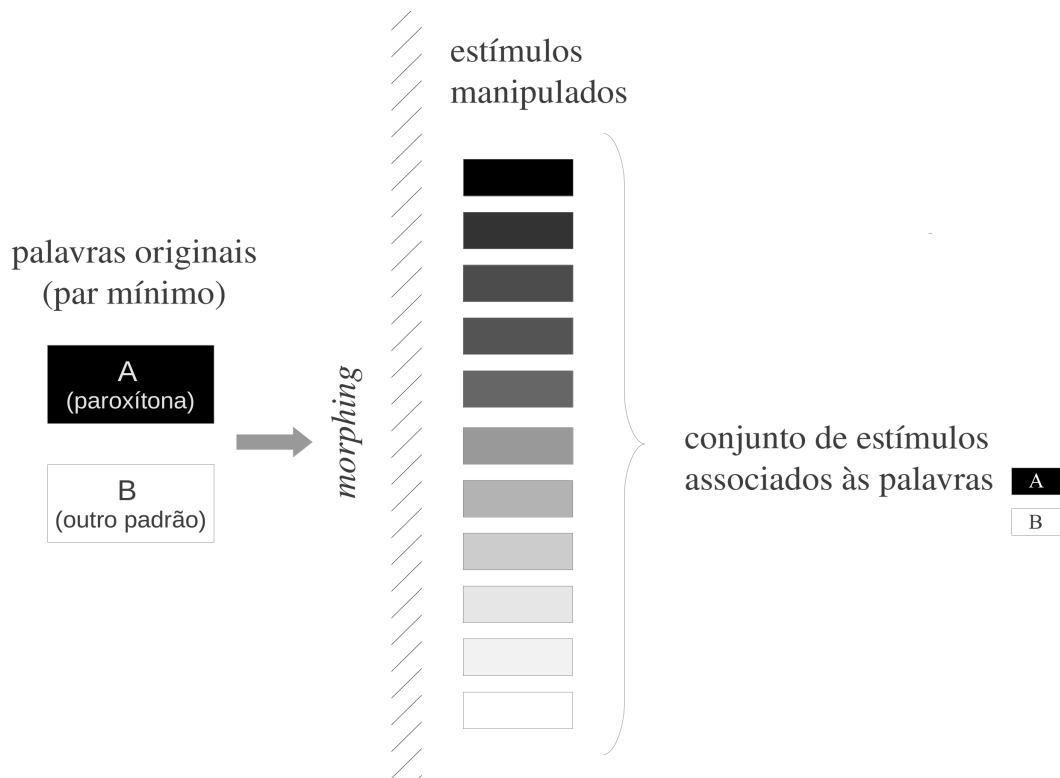 estímulos
manipulados
palavras originais
(par mínimo)
A
(paroxítona)
B
(outro padrão)
morphing
conjunto de estímulos
associados às palavras
A
B